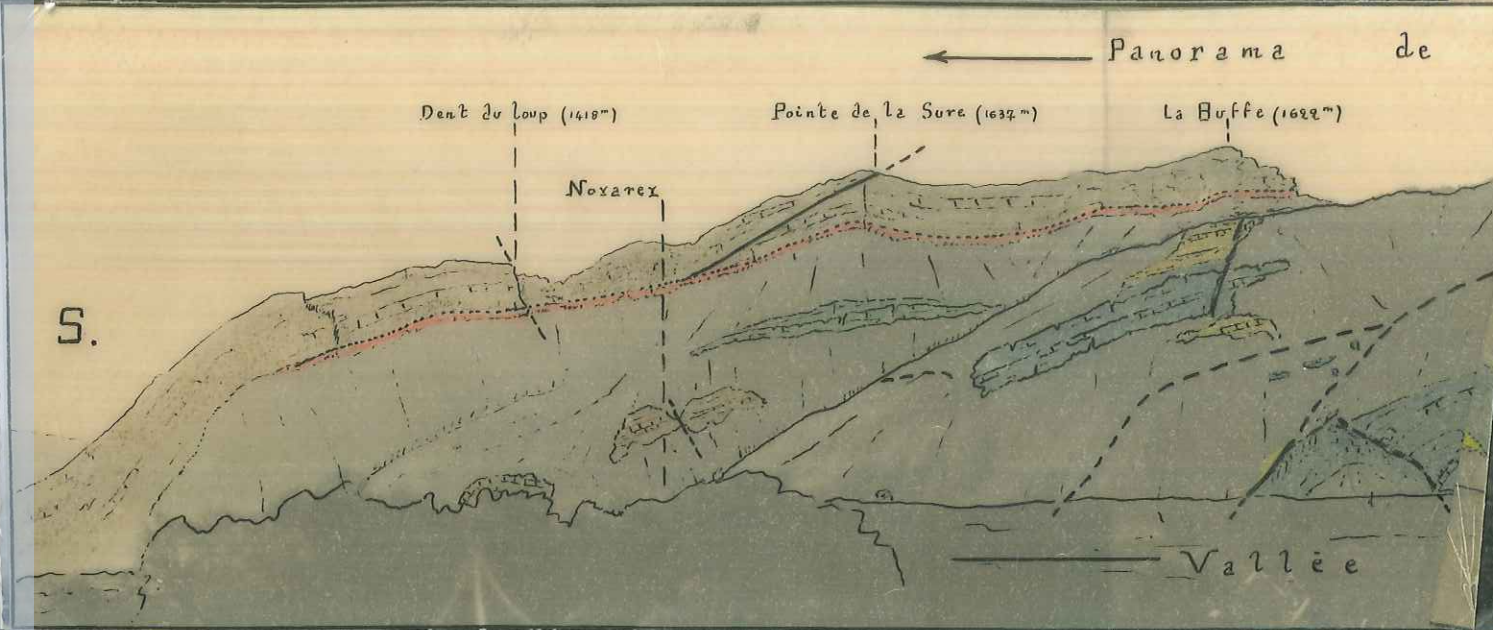 Panorama de
Dent du Loup (1418m)
Pointe de la Sure (1637m)
La Buffe (1622m)
Noyarey
S.
Vallée